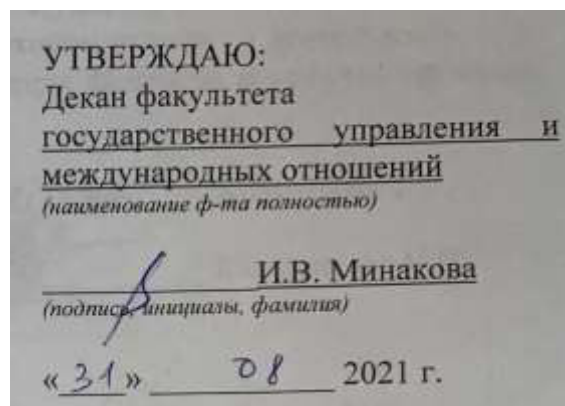 УТВЕРЖДАЮ:
Декан факультета
государственного управления и
международных отношений
(наименование ф-та полностью)
И.В. Минакова
(подпись, инициалы, фамилия)
«31» 08 2021 г.